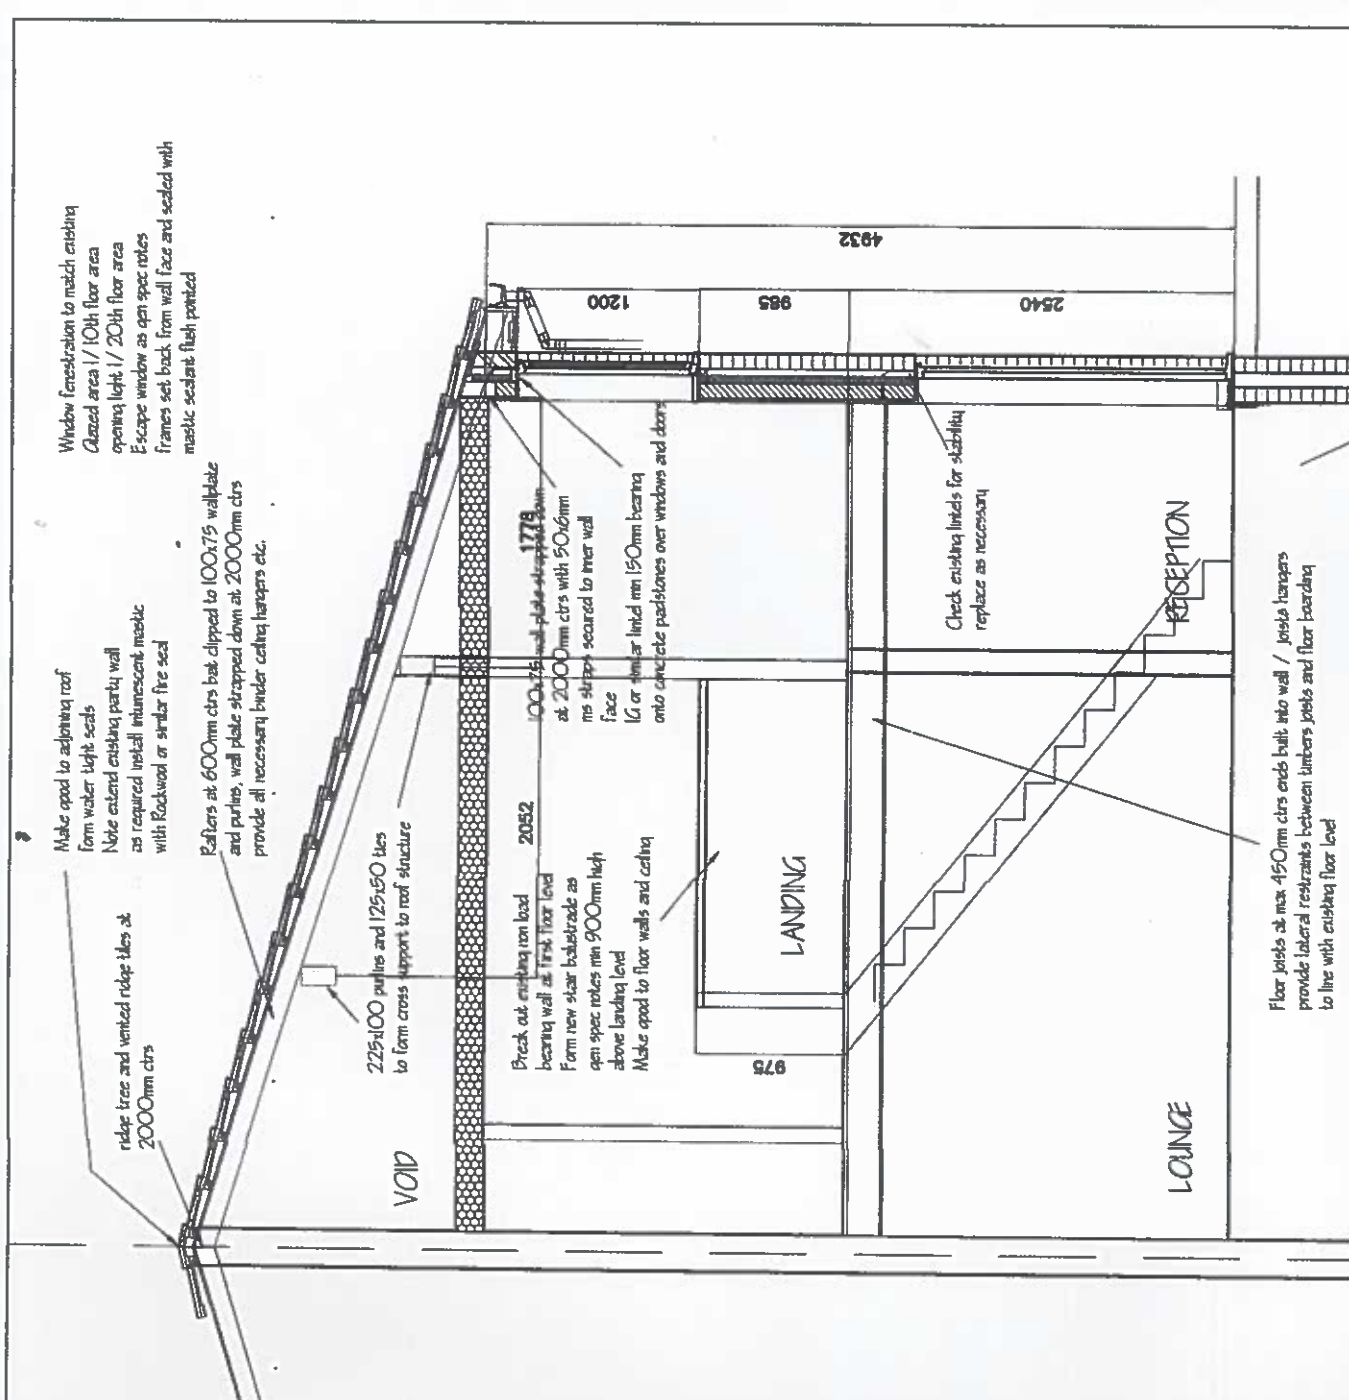 Window fenestration to match existing
Glazed area 1/10th floor area
opening light 1/20th floor area
Escape window as gen spec notes
frames set back from wall face and sealed with
mastic sealant flush pointed
Make good to adjoining roof
form water tight seals
Note extend existing party wall
as required install intumescent mastic
with Rockwool or similar fire seal
ridge tree and vented ridge tiles at
2000mm ctrs
Rafters at 600mm ctrs bat clipped to 100x75 wallplate
and purlins, wall plate strapped down at 2000mm ctrs
provide all necessary binder ceiling hangers etc.
225x100 purlins and 125x50 ties
to form cross support to roof structure
VOID
4932
1200
985
2540
1778
2052
100x75 wall plate strapped down
at 2000mm ctrs with 50x6mm
ms straps secured to inner wall
face
IG or similar lintel min 150mm bearing
onto concrete padstones over windows and doors
Break out existing non load
bearing wall at first floor level
Form new stair balustrade as
gen spec notes min 900mm high
above landing level
Make good to floor walls and ceiling
975
LANDING
Check existing lintels for stability
replace as necessary
RECEPTION
LOUNGE
Floor joists at max 450mm ctrs ends built into wall / joists hangers
provide lateral restraints between timbers joists and floor boarding
to line with existing floor level